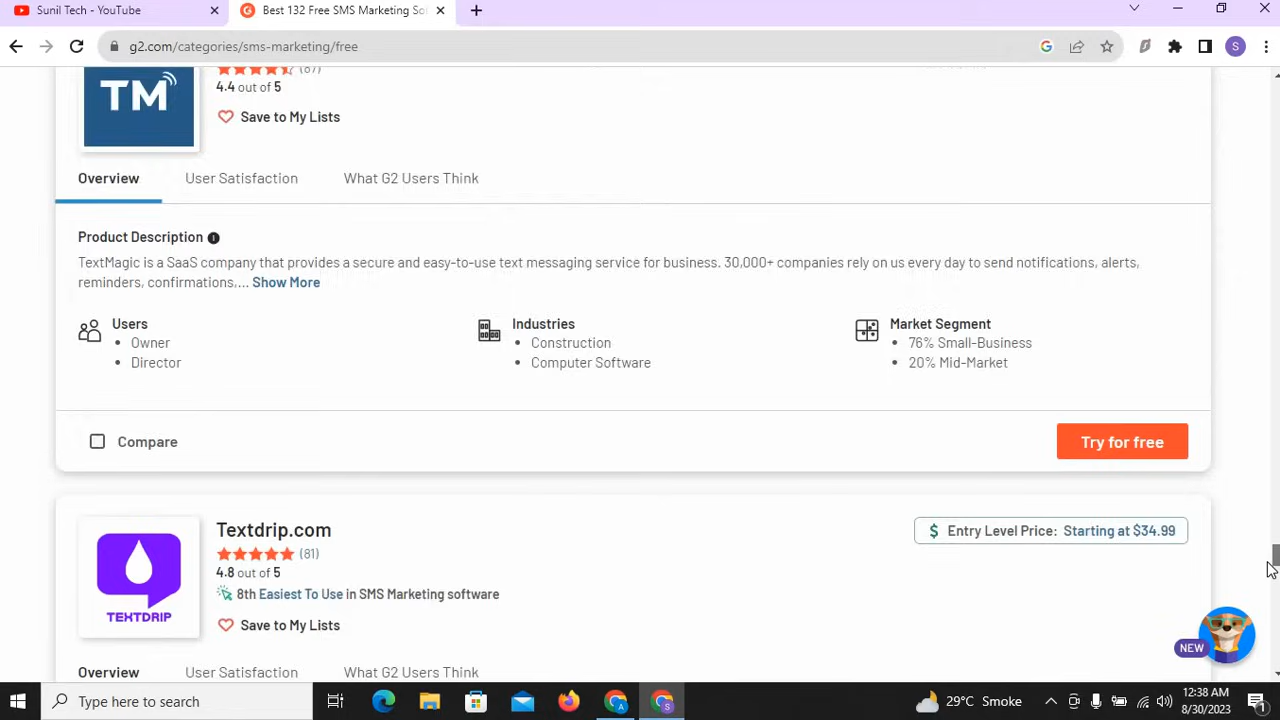 Sunil Tech - YouTube
Best 132 Free SMS Marketing So
g2.com/categories/sms-marketing/free
S
TM
(87)
4.4 out of 5
Save to My Lists
Overview
User Satisfaction
What G2 Users Think
Product Description
TextMagic is a SaaS company that provides a secure and easy-to-use text messaging service for business. 30,000+ companies rely on us every day to send notifications, alerts,
reminders, confirmations,... Show More
Users
Owner
Director
Industries
Construction
Computer Software
Market Segment
76% Small-Business
20% Mid-Market
Compare
Try for free
TEXTDRIP
Textdrip.com
(81)
4.8 out of 5
8th Easiest To Use in SMS Marketing software
Save to My Lists
$ Entry Level Price: Starting at $34.99
NEW
Overview
User Satisfaction
What G2 Users Think
Type here to search
29°C Smoke
12:38 AM
8/30/2023
1